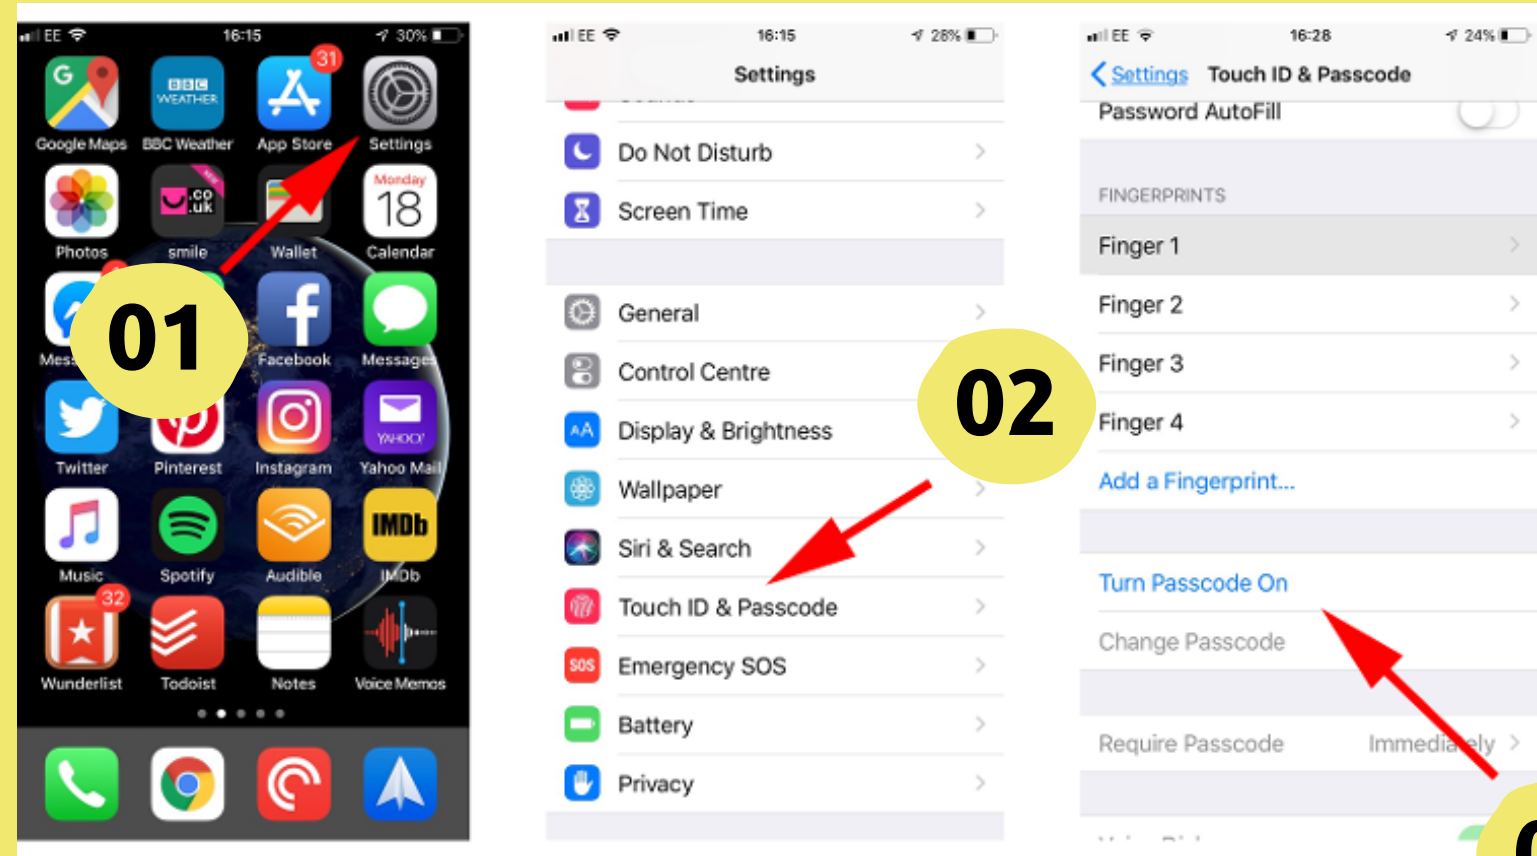 EE 16:15 30%
31
G
BBC
WEATHER
Google Maps BBC Weather App Store Settings
NEW
.co
.uk
Monday
18
Photos smile Wallet Calendar
01
Facebook Messages
YAHOO!
Twitter Pinterest Instagram Yahoo Mail
IMDb
Music Spotify Audible IMDb
32
Wunderlist Todoist Notes Voice Memos
EE 16:15 28%
Settings
Do Not Disturb
Screen Time
General
Control Centre
AA Display & Brightness
Wallpaper
Siri & Search
Touch ID & Passcode
SOS Emergency SOS
Battery
Privacy
02
EE 16:28 24%
Settings Touch ID & Passcode
Password AutoFill
FINGERPRINTS
Finger 1
Finger 2
Finger 3
Finger 4
Add a Fingerprint...
Turn Passcode On
Change Passcode
Require Passcode Immediately